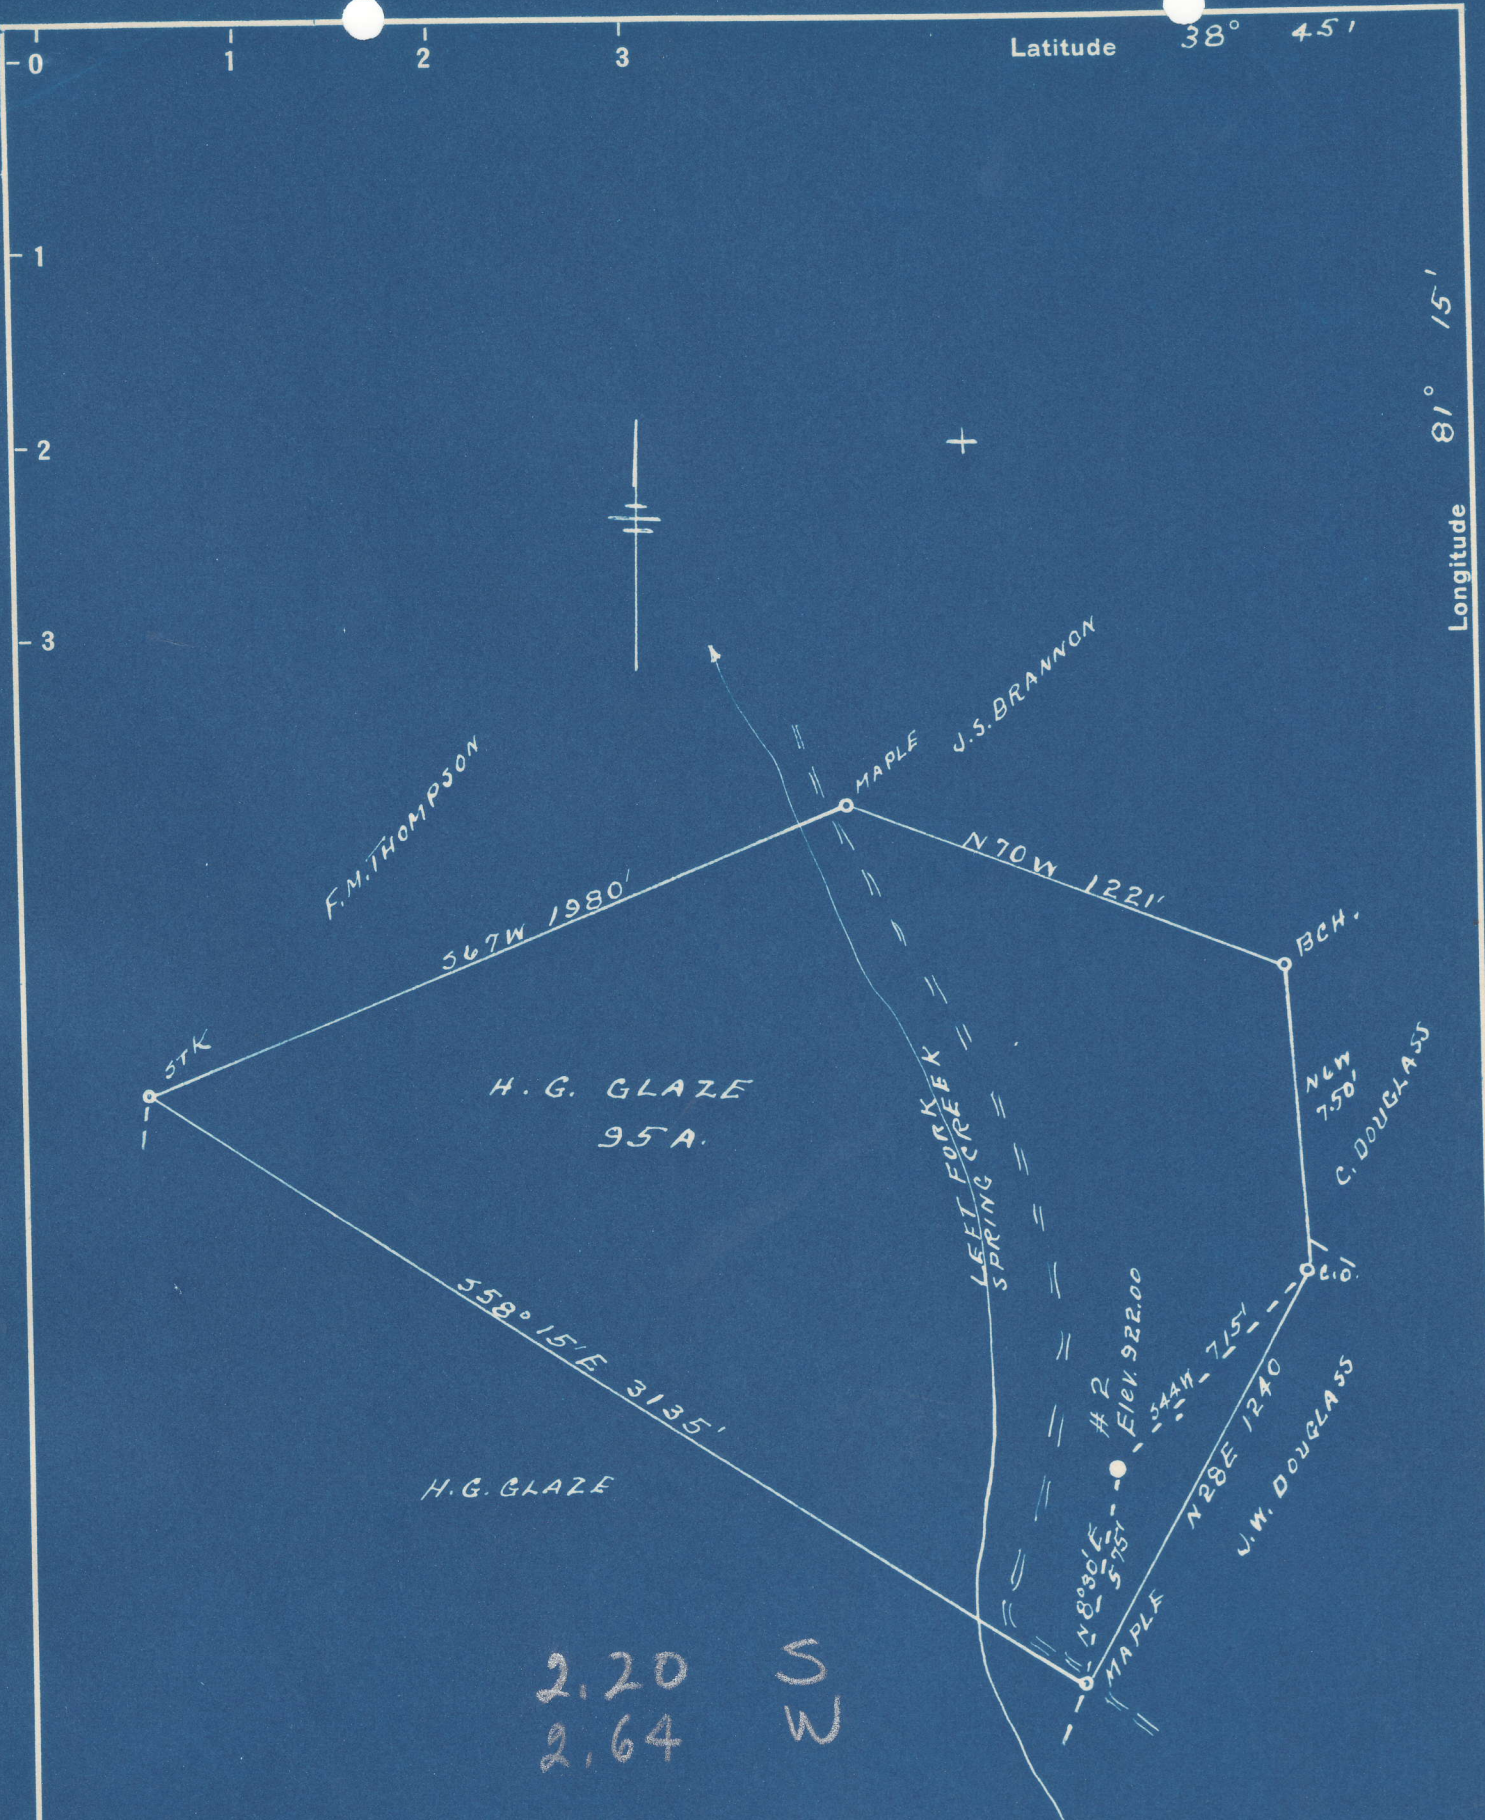 0 1 2 3
Latitude 38° 45'
1
2
3
81° 15'
Longitude
F.M. THOMPSON
MAPLE
J.S. BRANNON
S67W 1980'
N70W 1221'
BCH.
STK
H. G. GLAZE
95 A.
LEFT FORK
SPRING CREEK
N6W
750'
C. DOUGLASS
C.O.
S58° 15'E 3135'
# 2
Elev. 922.00
S44W 715'
N28E 1240
J.W. DOUGLASS
H.G. GLAZE
N8°30'E
575'
MAPLE
2.20 S
2.64 W